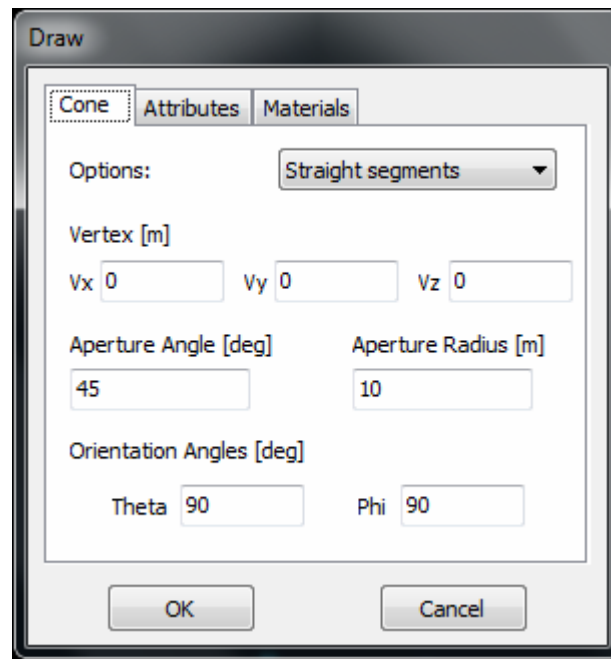 Draw
Cone Attributes Materials
Options: Straight segments
Vertex [m]
Vx 0 Vy 0 Vz 0
Aperture Angle [deg] Aperture Radius [m]
45 10
Orientation Angles [deg]
Theta 90 Phi 90
OK Cancel